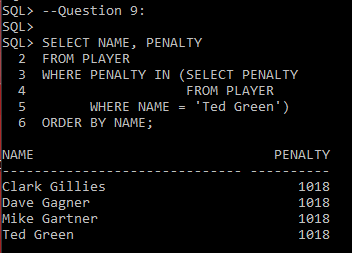 SQL> --Question 9:
SQL>
SQL> SELECT NAME, PENALTY
2 FROM PLAYER
3 WHERE PENALTY IN (SELECT PENALTY
4 FROM PLAYER
5 WHERE NAME = 'Ted Green')
6 ORDER BY NAME;
NAME PENALTY
------------------------------ ----------
Clark Gillies 1018
Dave Gagner 1018
Mike Gartner 1018
Ted Green 1018